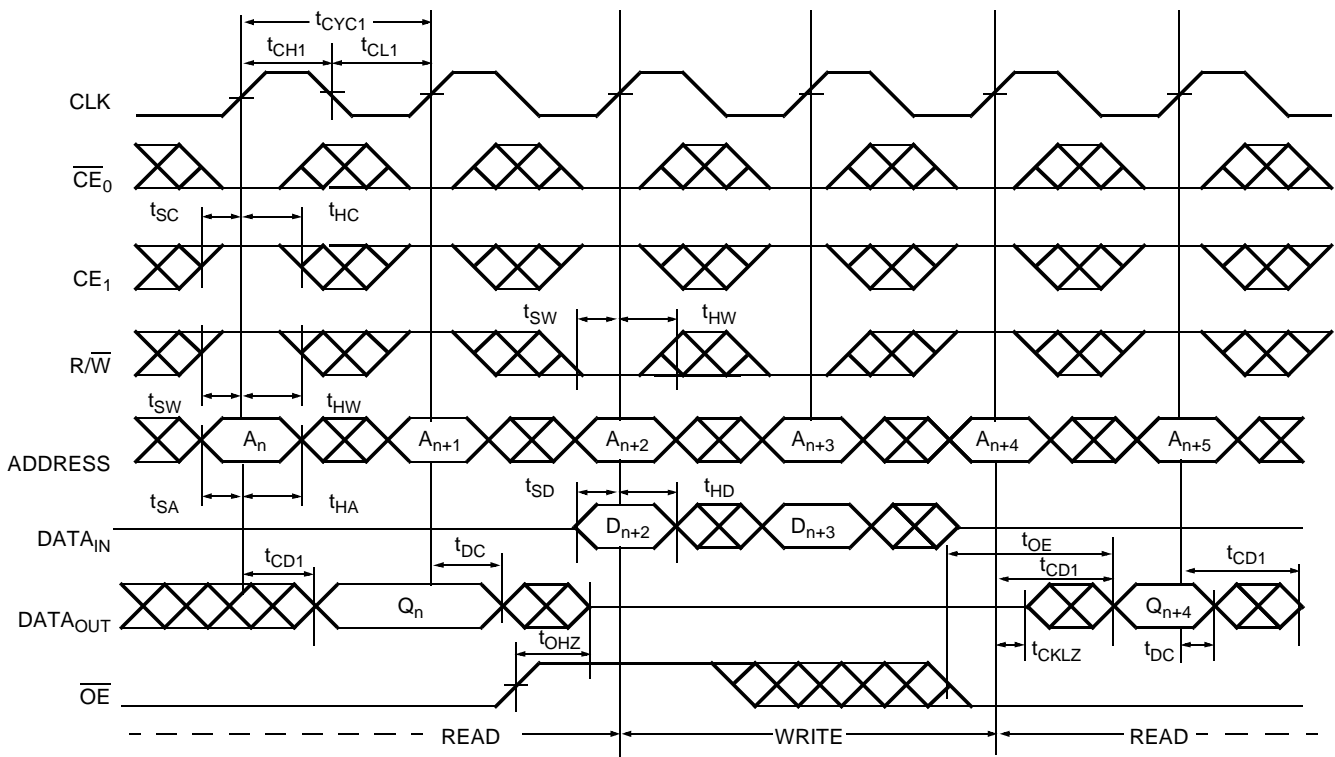 tCYC1
tCH1 tCL1
CLK
CE0
tSC tHC
CE1
tSW tHW
R/W
tSW tHW
An An+1 An+2 An+3 An+4 An+5
ADDRESS
tSA tHA tSD tHD
Dn+2 Dn+3
DATAIN
tOE
tCD1 tDC tCD1 tCD1
Qn Qn+4
DATAOUT
tOHZ tCKLZ tDC
OE
READ WRITE READ